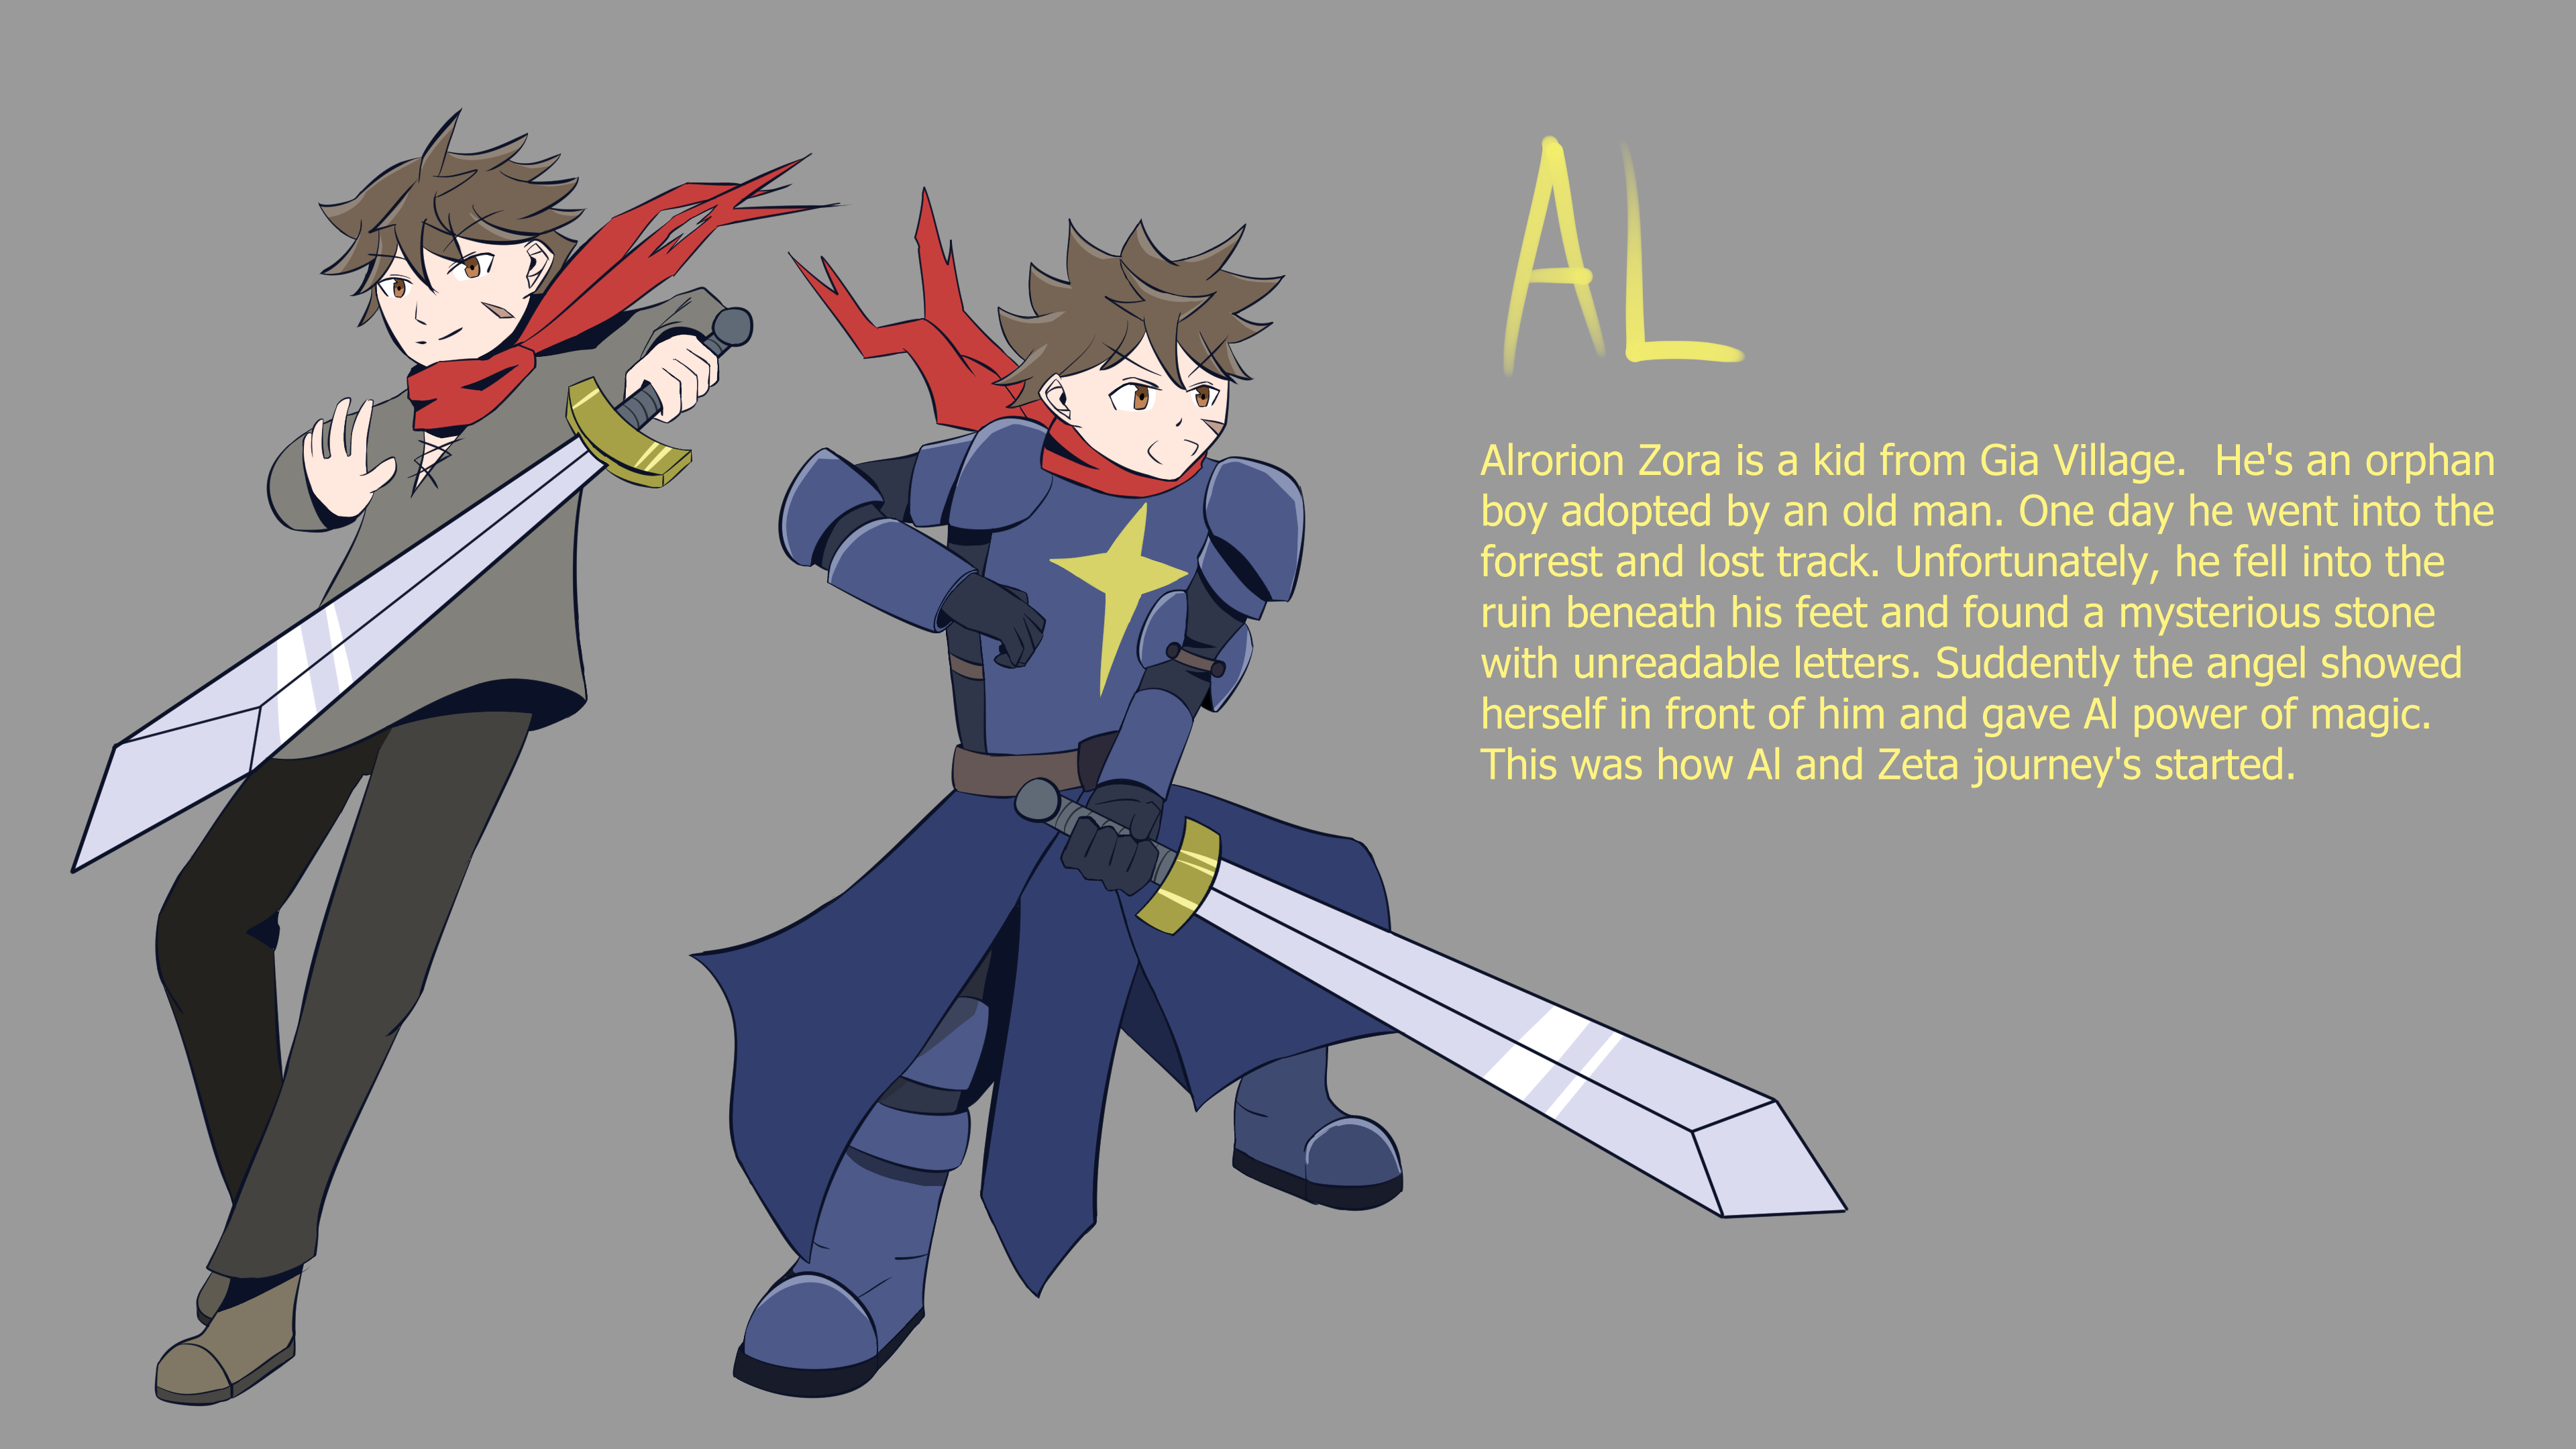 AL
Alrorion Zora is a kid from Gia Village.  He's an orphan
boy adopted by an old man. One day he went into the
forrest and lost track. Unfortunately, he fell into the
ruin beneath his feet and found a mysterious stone
with unreadable letters. Suddently the angel showed
herself in front of him and gave Al power of magic.
This was how Al and Zeta journey's started.